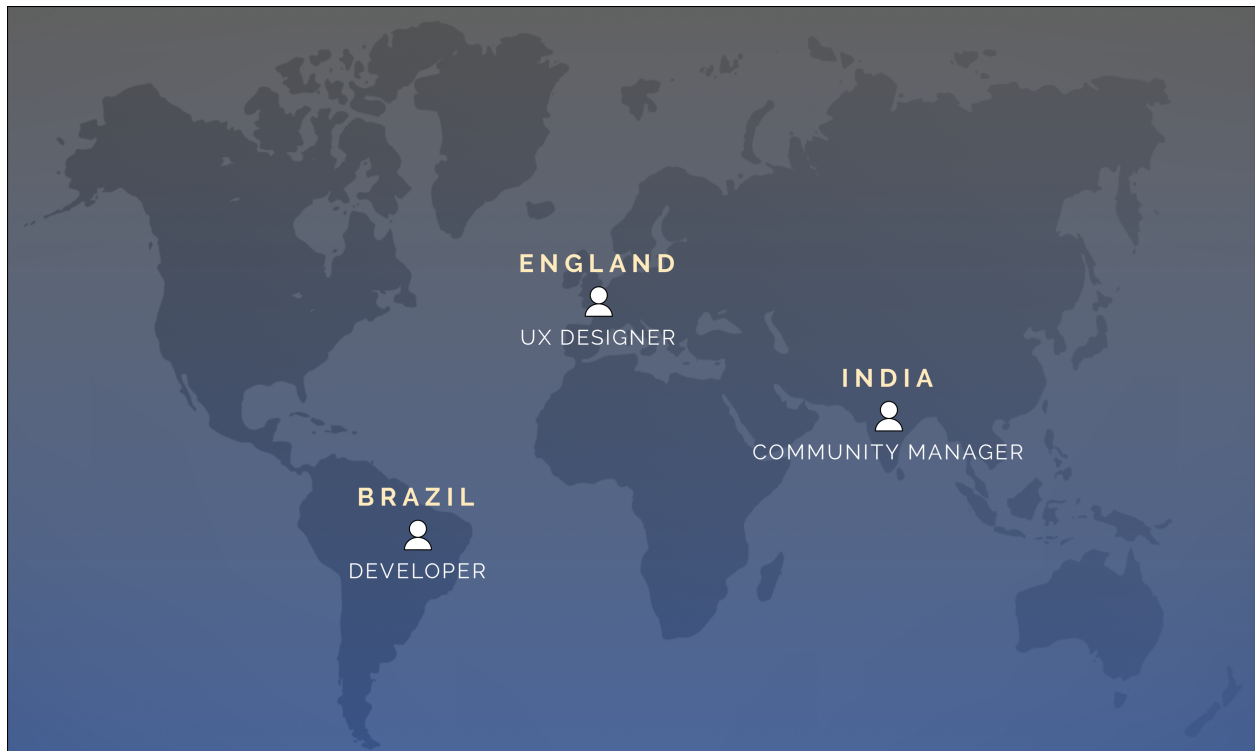 ENGLAND
UX DESIGNER
INDIA
COMMUNITY MANAGER
BRAZIL
DEVELOPER